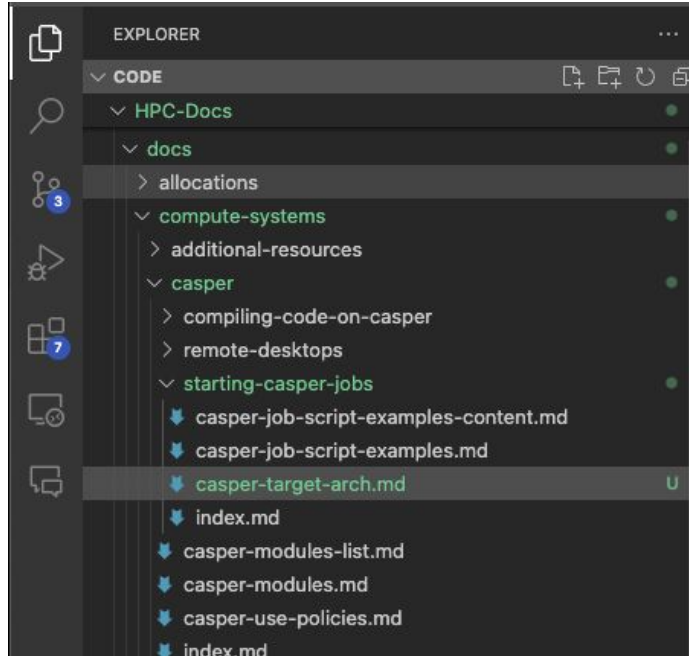 EXPLORER
CODE
HPC-Docs
docs
allocations
3
compute-systems
additional-resources
casper
compiling-code-on-casper
7
remote-desktops
starting-casper-jobs
casper-job-script-examples-content.md
casper-job-script-examples.md
casper-target-arch.md U
index.md
casper-modules-list.md
casper-modules.md
casper-use-policies.md
index.md